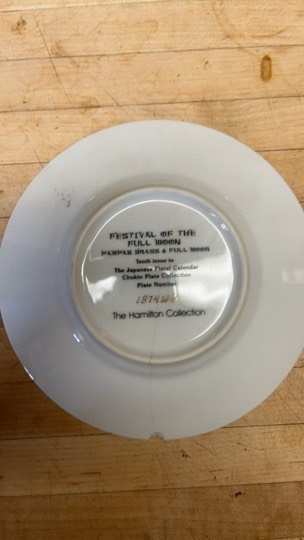 FESTIVAL OF THE
FULL MOON
PAMPAS GRASS & FULL MOON
Tenth issue in
The Japanese Floral Calendar
Chokin Plate Collection
Plate Number
The Hamilton Collection